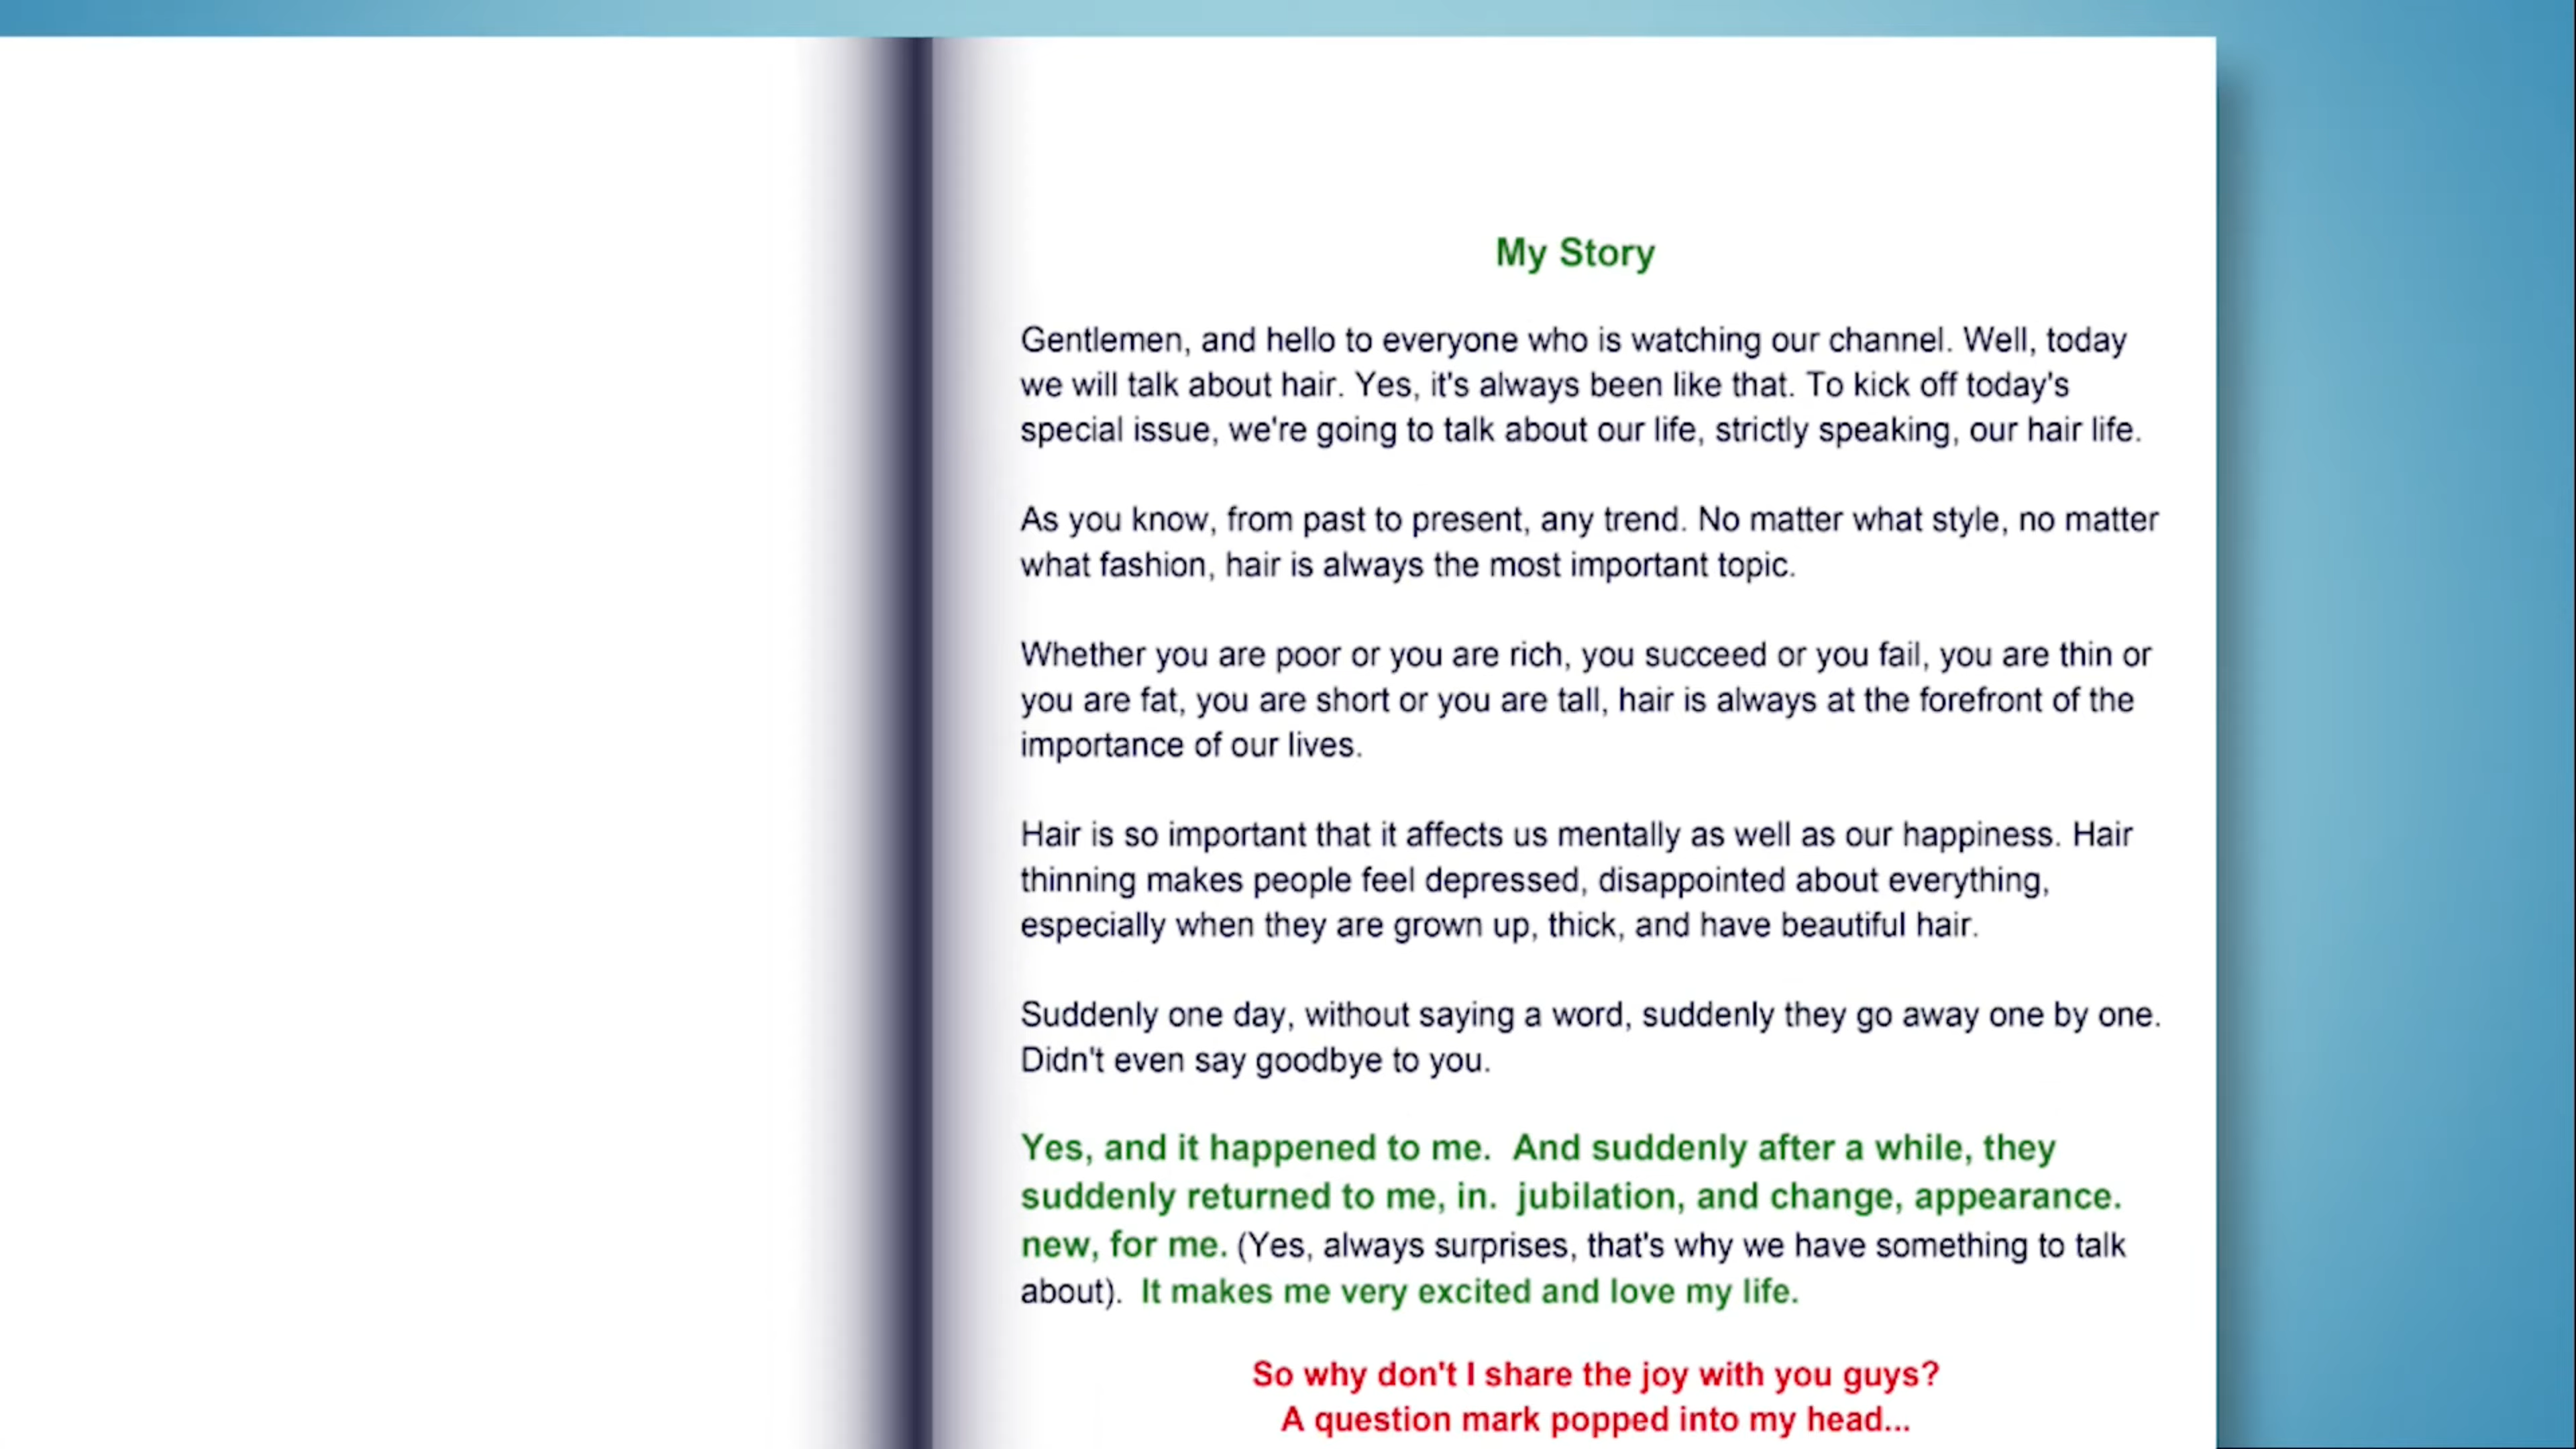 My Story
Gentlemen, and hello to everyone who is watching our channel. Well, today
we will talk about hair. Yes, it's always been like that. To kick off today's
special issue, we're going to talk about our life, strictly speaking, our hair life.
As you know, from past to present, any trend. No matter what style, no matter
what fashion, hair is always the most important topic.
Whether you are poor or you are rich, you succeed or you fail, you are thin or
you are fat, you are short or you are tall, hair is always at the forefront of the
importance of our lives.
Hair is so important that it affects us mentally as well as our happiness. Hair
thinning makes people feel depressed, disappointed about everything,
especially when they are grown up, thick, and have beautiful hair.
Suddenly one day, without saying a word, suddenly they go away one by one.
Didn't even say goodbye to you.
Yes, and it happened to me.  And suddenly after a while, they
suddenly returned to me, in.  jubilation, and change, appearance.
new, for me. (Yes, always surprises, that's why we have something to talk
about).  It makes me very excited and love my life.
So why don't I share the joy with you guys?
A question mark popped into my head...